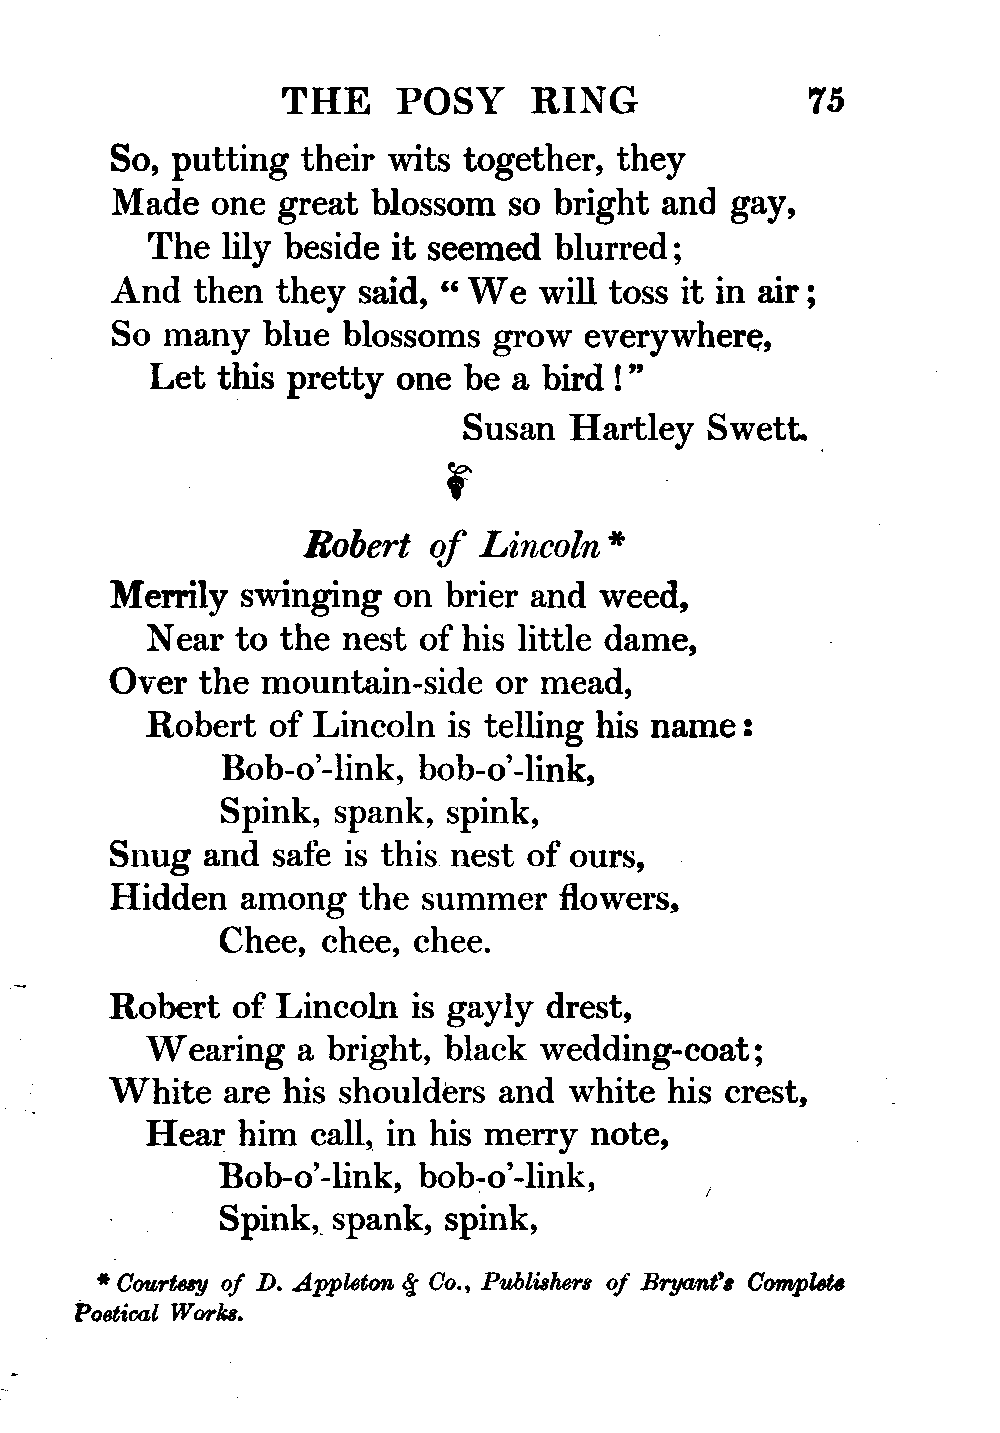 THE POSY RING 75
So, putting their wits together, they
Made one great blossom so bright and gay,
The lily beside it seemed blurred;
And then they said, “ We will toss it in air;
So many blue blossoms grow everywhere,
Let this pretty one be a bird!”
Susan Hartley Swett.
Robert of Lincoln*
Merrily swinging on brier and weed,
Near to the nest of his little dame,
Over the mountain-side or mead,
Robert of Lincoln is telling his name:
Bob-o’-link, bob-o’-link,
Spink, spank, spink,
Snug and safe is this nest of ours,
Hidden among the summer flowers,
Chee, chee, chee.
Robert of Lincoln is gayly drest,
Wearing a bright, black wedding-coat;
White are his shoulders and white his crest,
Hear him call, in his merry note,
Bob-o’-link, bob-o’-link,
Spink, spank, spink,
* Courtesy of D. Appleton & Co., Publishers of Bryant’s Complete
Poetical Works.